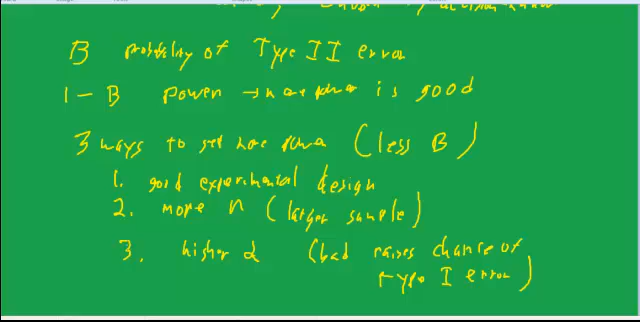 B probability of Type II error
1 - B power → more power is good
3 ways to get more power (less B)
1. good experimental design
2. more n (larger sample)
3. higher α (bad raises chance of
type I error)